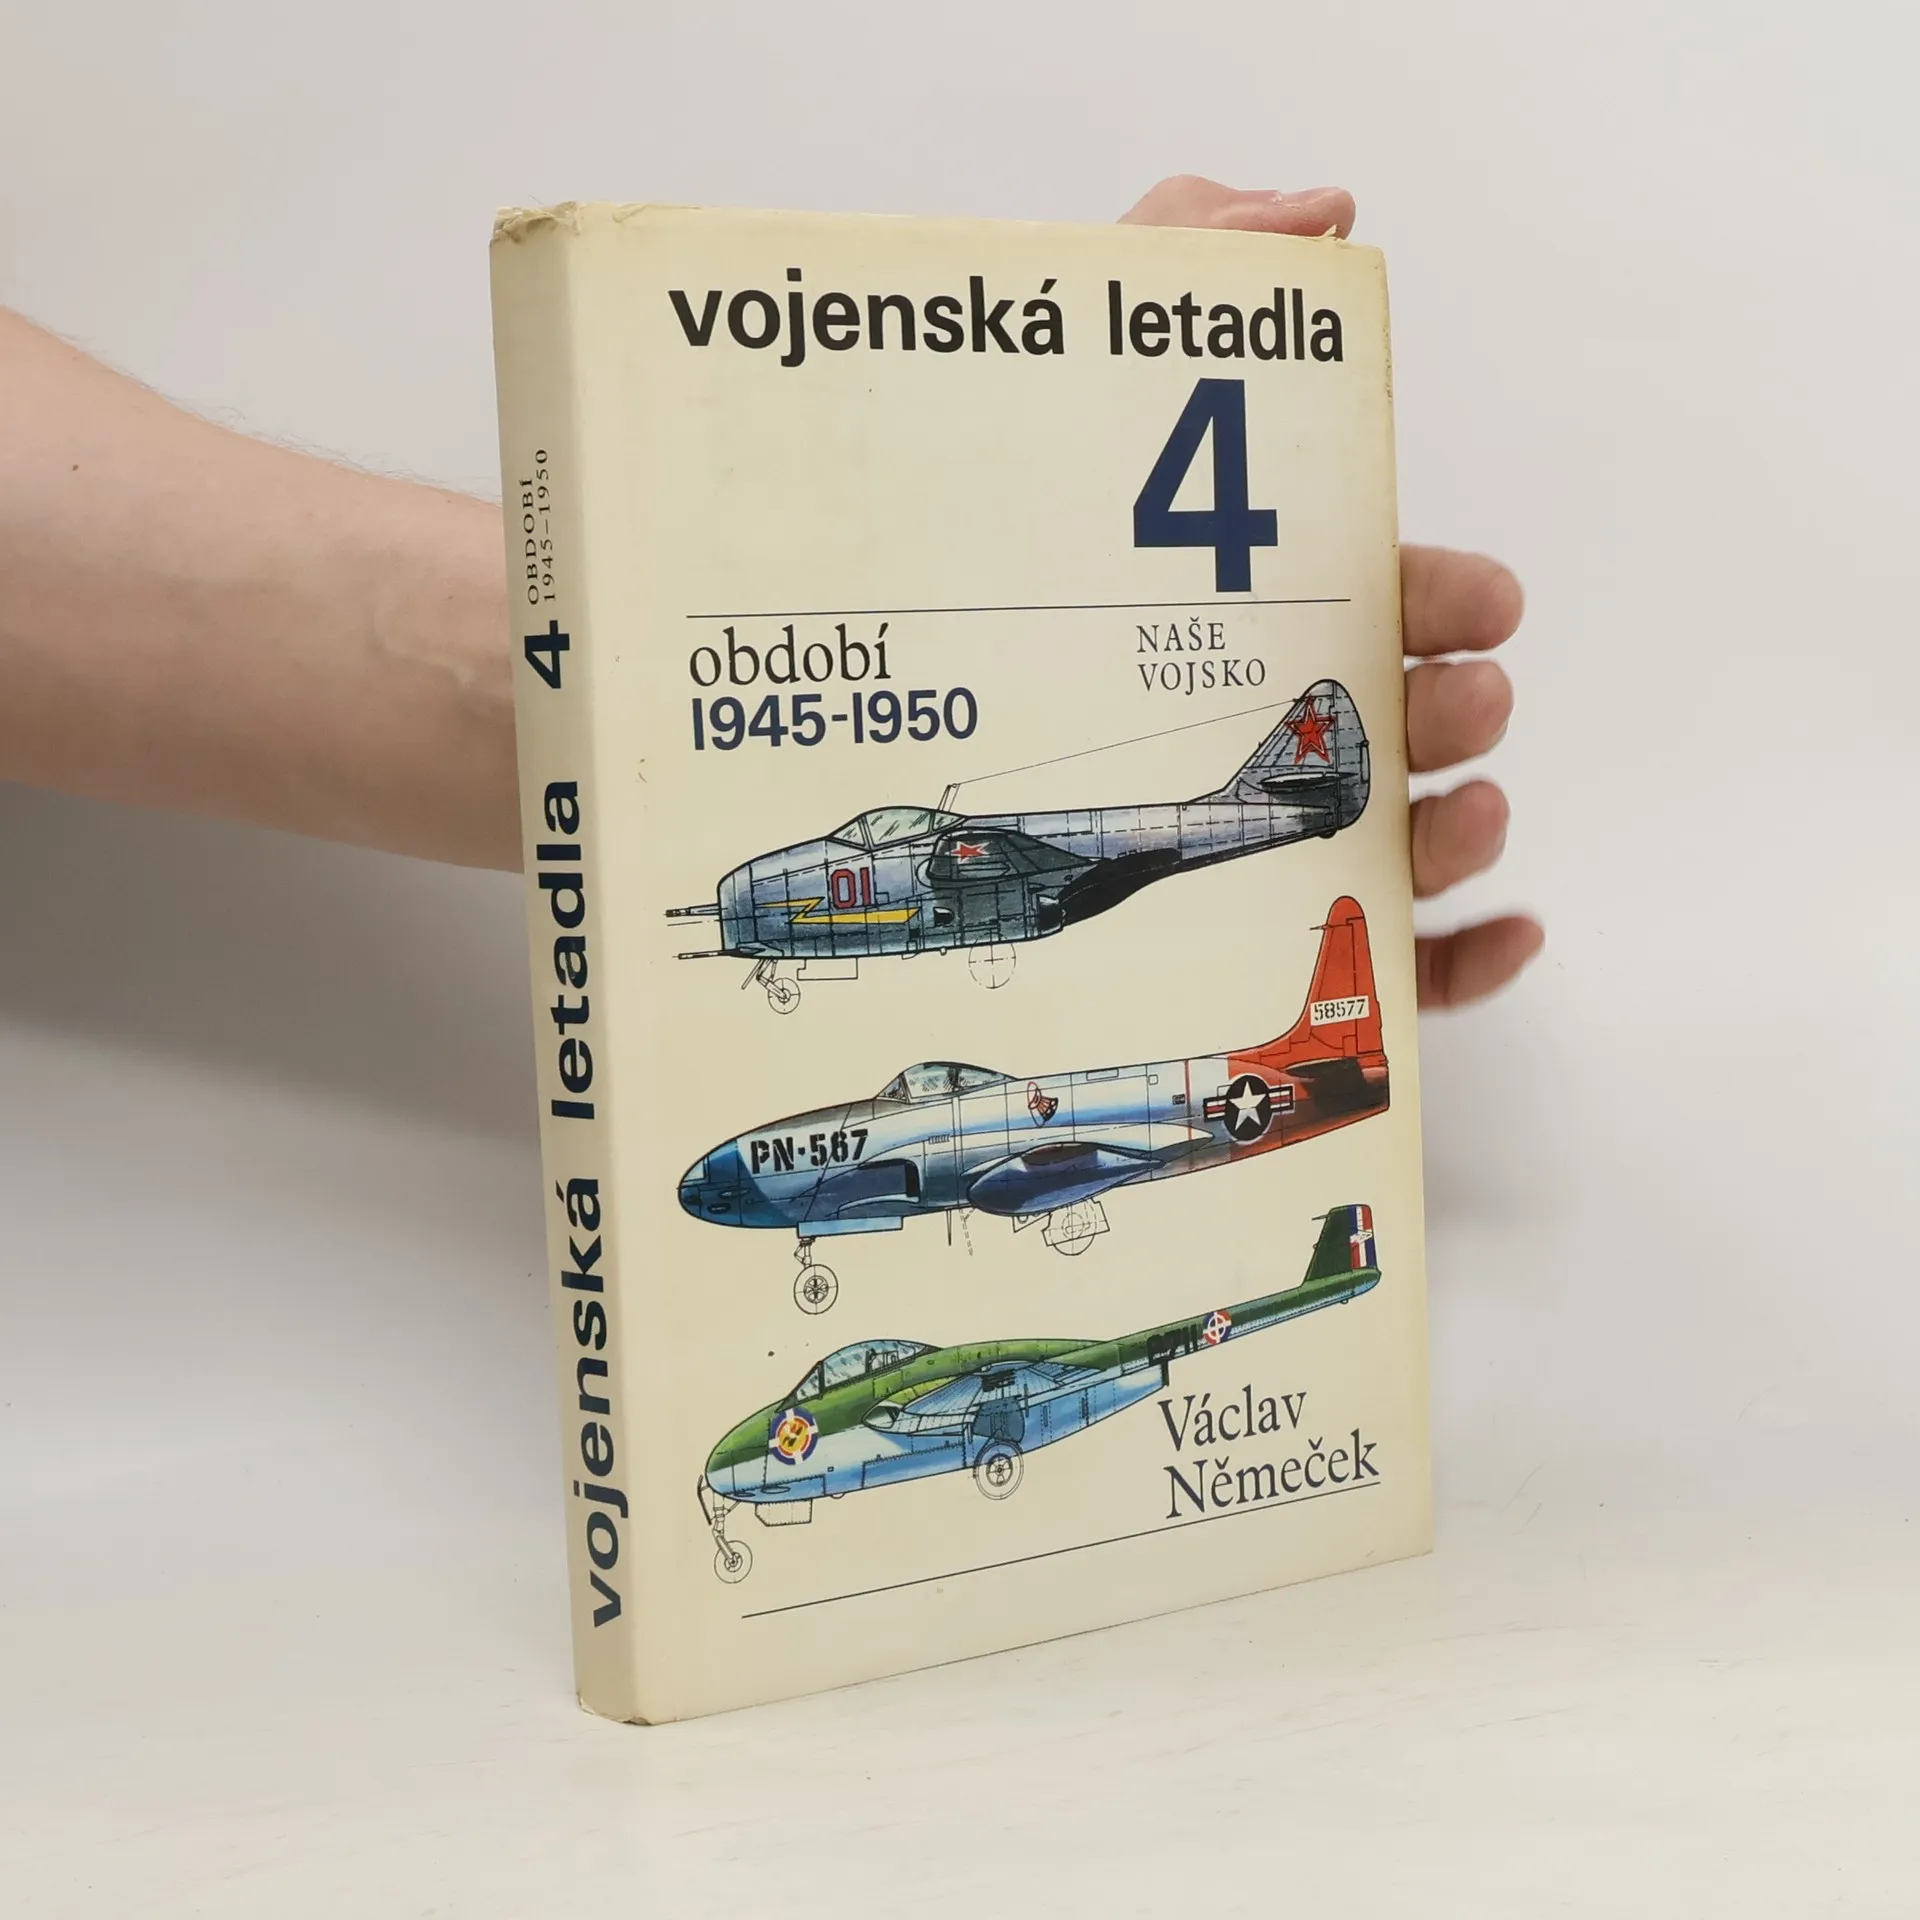 vojenská letadla
4
období
1945-1950
NAŠE
VOJSKO
01
58577
PN-567
Václav
Němeček
vojenská letadla 4 OBDOBÍ
1945–1950